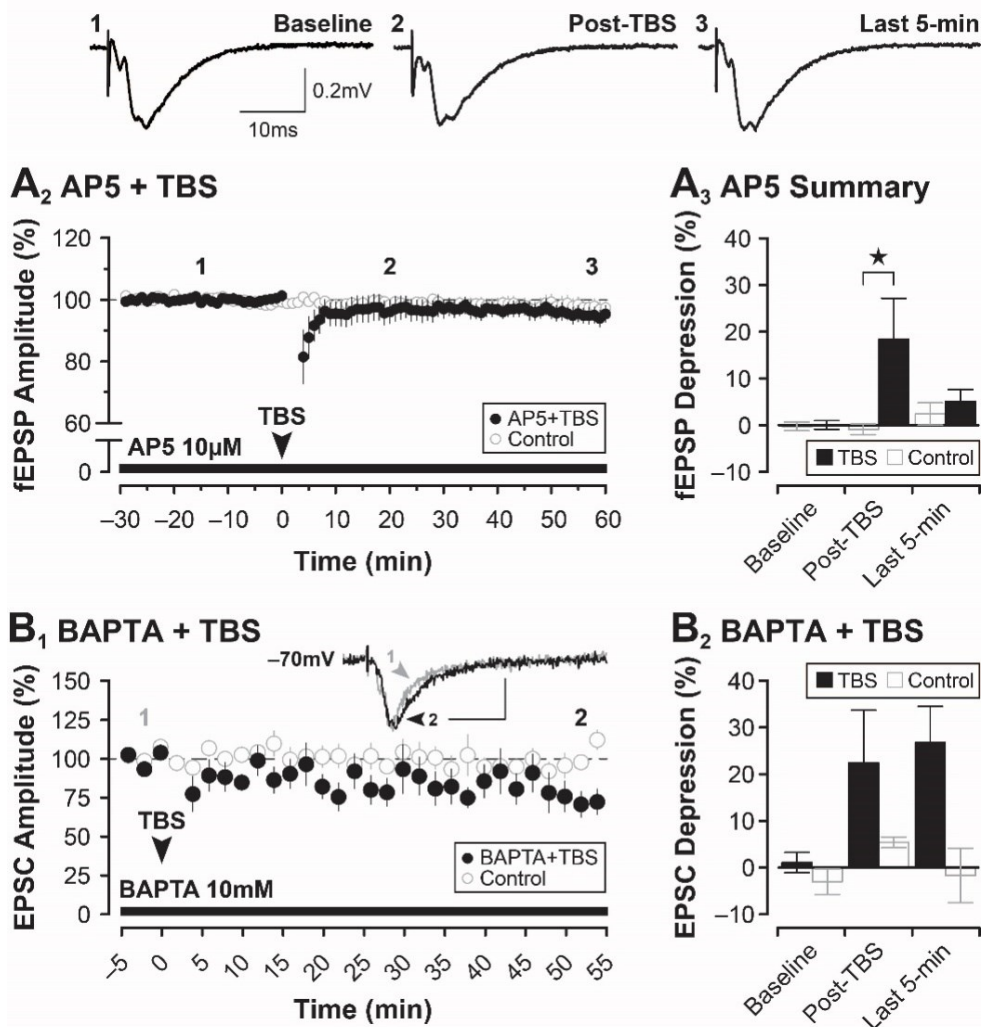 1 Baseline 2 Post-TBS 3 Last 5-min
0.2mV
10ms
A2 AP5 + TBS
fEPSP Amplitude (%)
120
100
80
60
0
1 2 3
TBS
AP5+TBS
Control
AP5 10µM
–30 –20 –10 0 10 20 30 40 50 60
Time (min)
A3 AP5 Summary
fEPSP Depression (%)
40
30
20
10
0
–10
★
TBS Control
Baseline
Post-TBS
Last 5-min
B1 BAPTA + TBS
EPSC Amplitude (%)
150
125
100
75
50
25
0
–70mV
1
2
1 2
TBS
BAPTA+TBS
Control
BAPTA 10mM
–5 0 5 10 15 20 25 30 35 40 45 50 55
Time (min)
B2 BAPTA + TBS
EPSC Depression (%)
40
30
20
10
0
–10
TBS Control
Baseline
Post-TBS
Last 5-min